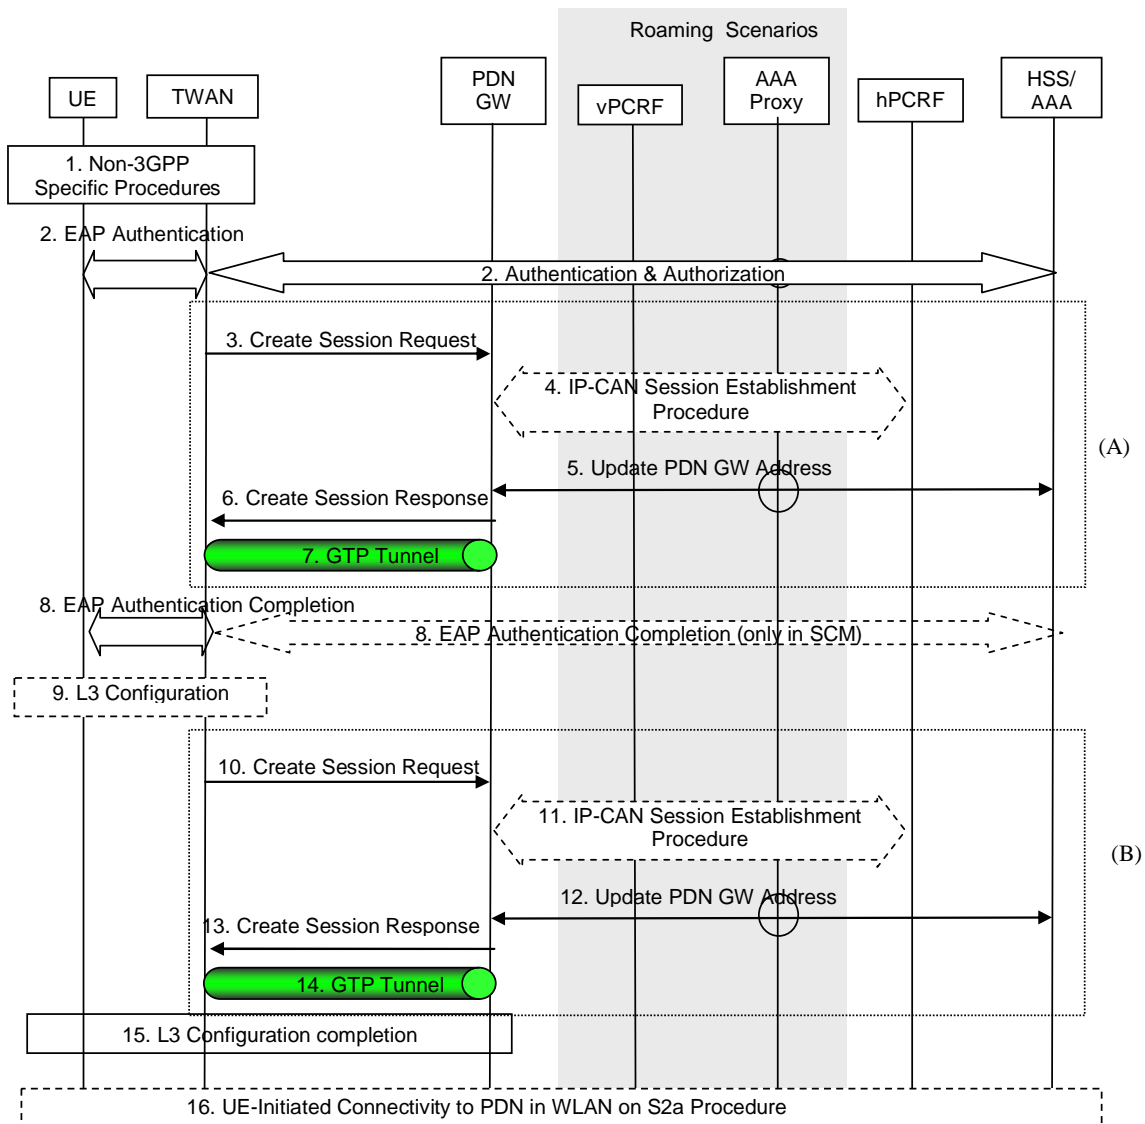 Roaming Scenarios
UE
TWAN
PDN
GW
vPCRF
AAA
Proxy
hPCRF
HSS/
AAA
1. Non-3GPP
Specific Procedures
2. EAP Authentication
2. Authentication & Authorization
3. Create Session Request
4. IP-CAN Session Establishment
Procedure
(A)
5. Update PDN GW Address
6. Create Session Response
7. GTP Tunnel
8. EAP Authentication Completion
8. EAP Authentication Completion (only in SCM)
9. L3 Configuration
10. Create Session Request
11. IP-CAN Session Establishment
Procedure
(B)
12. Update PDN GW Address
13. Create Session Response
14. GTP Tunnel
15. L3 Configuration completion
16. UE-Initiated Connectivity to PDN in WLAN on S2a Procedure